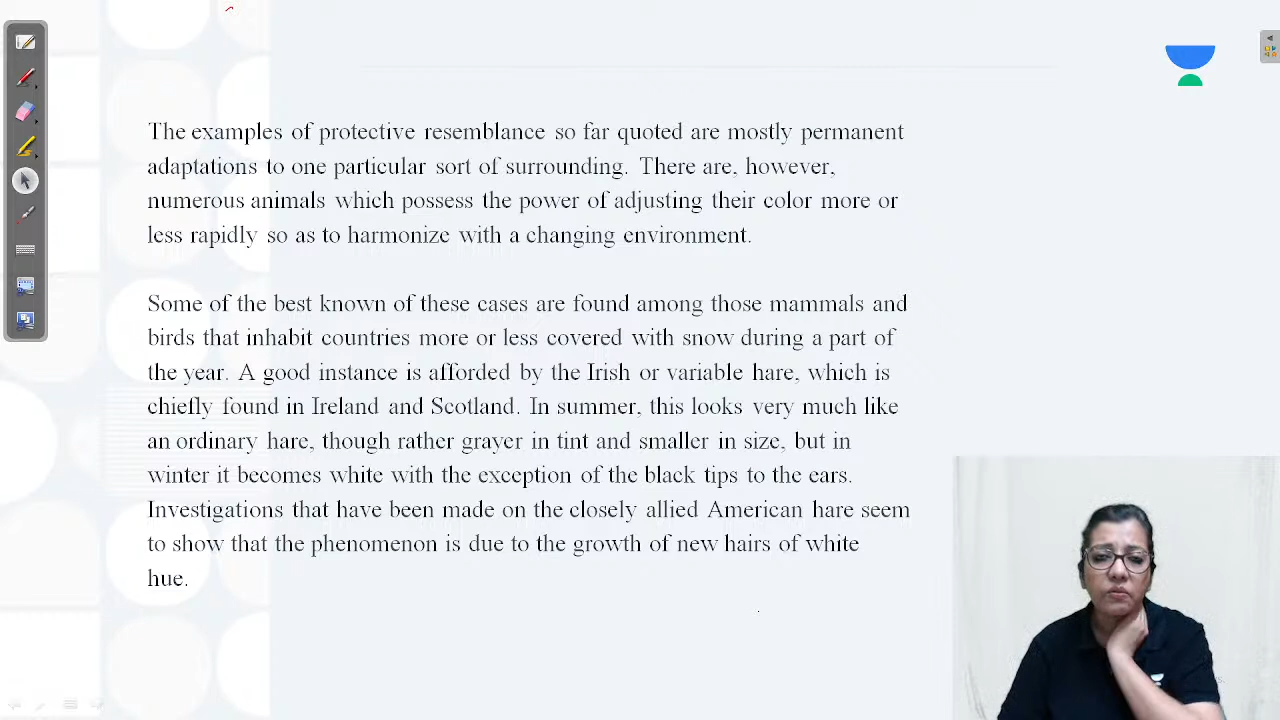 The examples of protective resemblance so far quoted are mostly permanent
adaptations to one particular sort of surrounding. There are, however,
numerous animals which possess the power of adjusting their color more or
less rapidly so as to harmonize with a changing environment.
Some of the best known of these cases are found among those mammals and
birds that inhabit countries more or less covered with snow during a part of
the year. A good instance is afforded by the Irish or variable hare, which is
chiefly found in Ireland and Scotland. In summer, this looks very much like
an ordinary hare, though rather grayer in tint and smaller in size, but in
winter it becomes white with the exception of the black tips to the ears.
Investigations that have been made on the closely allied American hare seem
to show that the phenomenon is due to the growth of new hairs of white
hue.